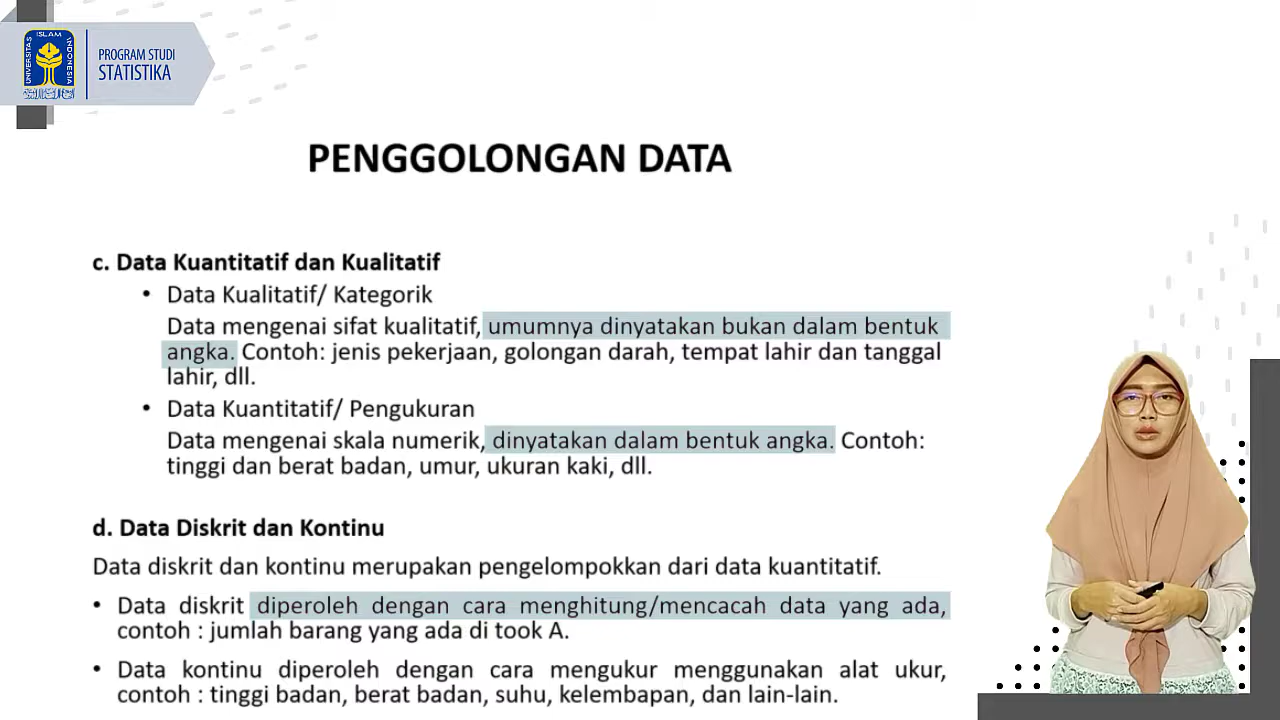 UNIVERSITAS ISLAM INDONESIA
PROGRAM STUDI
STATISTIKA
PENGGOLONGAN DATA
c. Data Kuantitatif dan Kualitatif
• Data Kualitatif/ Kategorik
Data mengenai sifat kualitatif, umumnya dinyatakan bukan dalam bentuk
angka. Contoh: jenis pekerjaan, golongan darah, tempat lahir dan tanggal
lahir, dll.
• Data Kuantitatif/ Pengukuran
Data mengenai skala numerik, dinyatakan dalam bentuk angka. Contoh:
tinggi dan berat badan, umur, ukuran kaki, dll.
d. Data Diskrit dan Kontinu
Data diskrit dan kontinu merupakan pengelompokkan dari data kuantitatif.
• Data diskrit diperoleh dengan cara menghitung/mencacah data yang ada,
contoh : jumlah barang yang ada di took A.
• Data kontinu diperoleh dengan cara mengukur menggunakan alat ukur,
contoh : tinggi badan, berat badan, suhu, kelembapan, dan lain-lain.